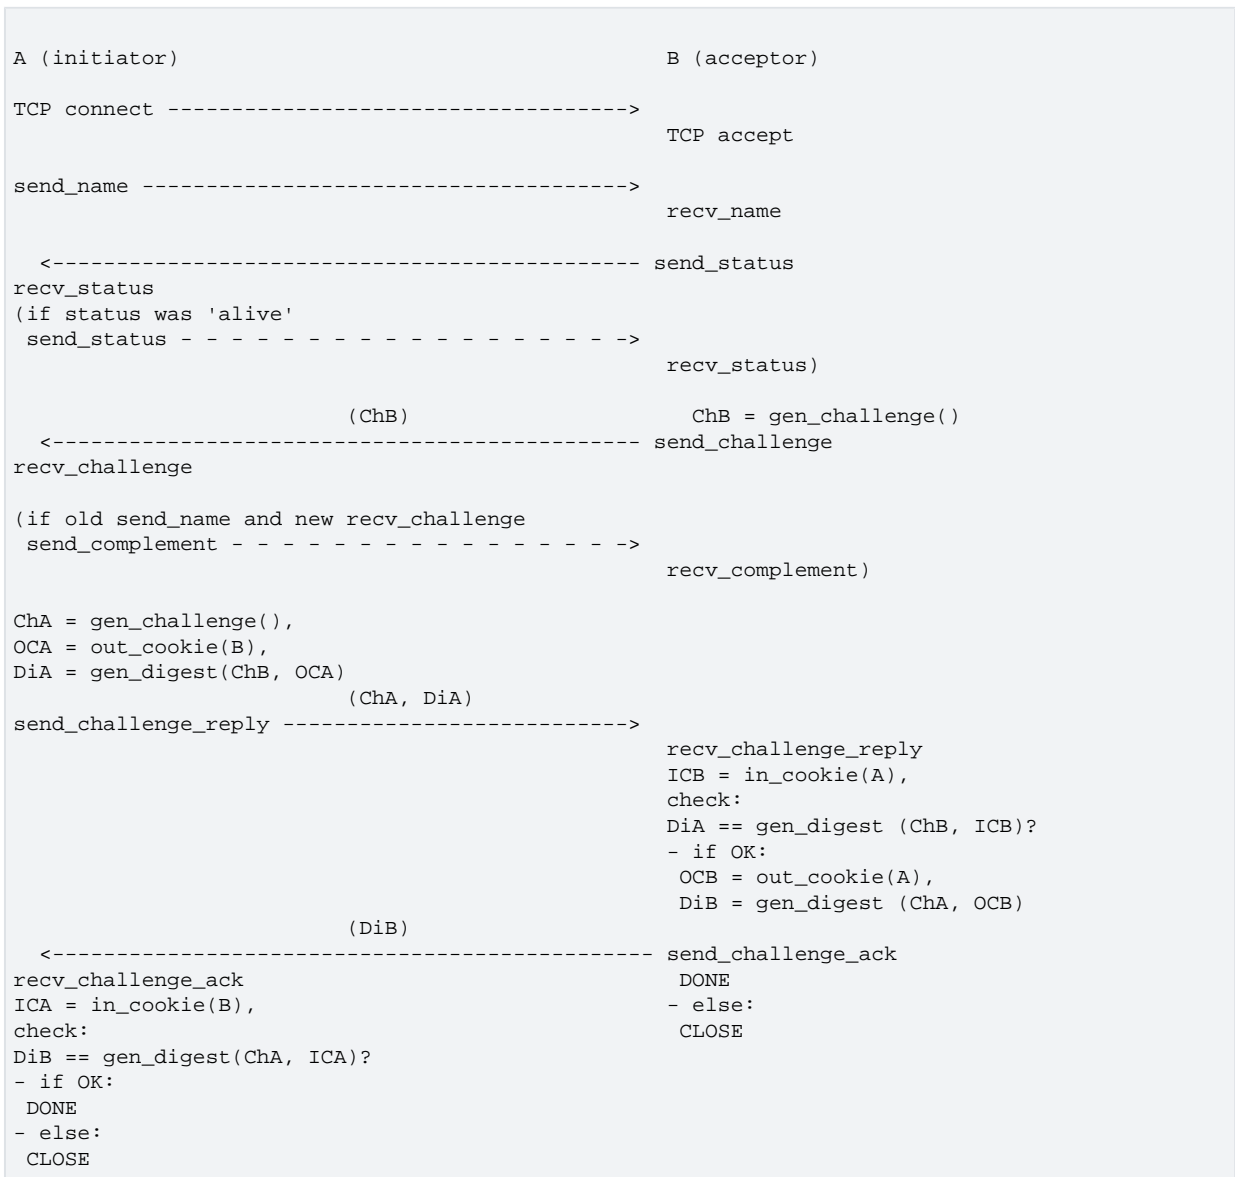 A (initiator)                                      B (acceptor)
TCP connect ------------------------------------>
                                                   TCP accept
send_name -------------------------------------->
                                                   recv_name
  <---------------------------------------------- send_status
recv_status
(if status was 'alive'
 send_status - - - - - - - - - - - - - - - - - ->
                                                   recv_status)
                          (ChB)                      ChB = gen_challenge()
  <---------------------------------------------- send_challenge
recv_challenge
(if old send_name and new recv_challenge
 send_complement - - - - - - - - - - - - - - - ->
                                                   recv_complement)
ChA = gen_challenge(),
OCA = out_cookie(B),
DiA = gen_digest(ChB, OCA)
                          (ChA, DiA)
send_challenge_reply --------------------------->
                                                   recv_challenge_reply
                                                   ICB = in_cookie(A),
                                                   check:
                                                   DiA == gen_digest (ChB, ICB)?
                                                   - if OK:
                                                    OCB = out_cookie(A),
                                                    DiB = gen_digest (ChA, OCB)
                          (DiB)
  <----------------------------------------------- send_challenge_ack
recv_challenge_ack                                  DONE
ICA = in_cookie(B),                                - else:
check:                                              CLOSE
DiB == gen_digest(ChA, ICA)?
- if OK:
 DONE
- else:
 CLOSE